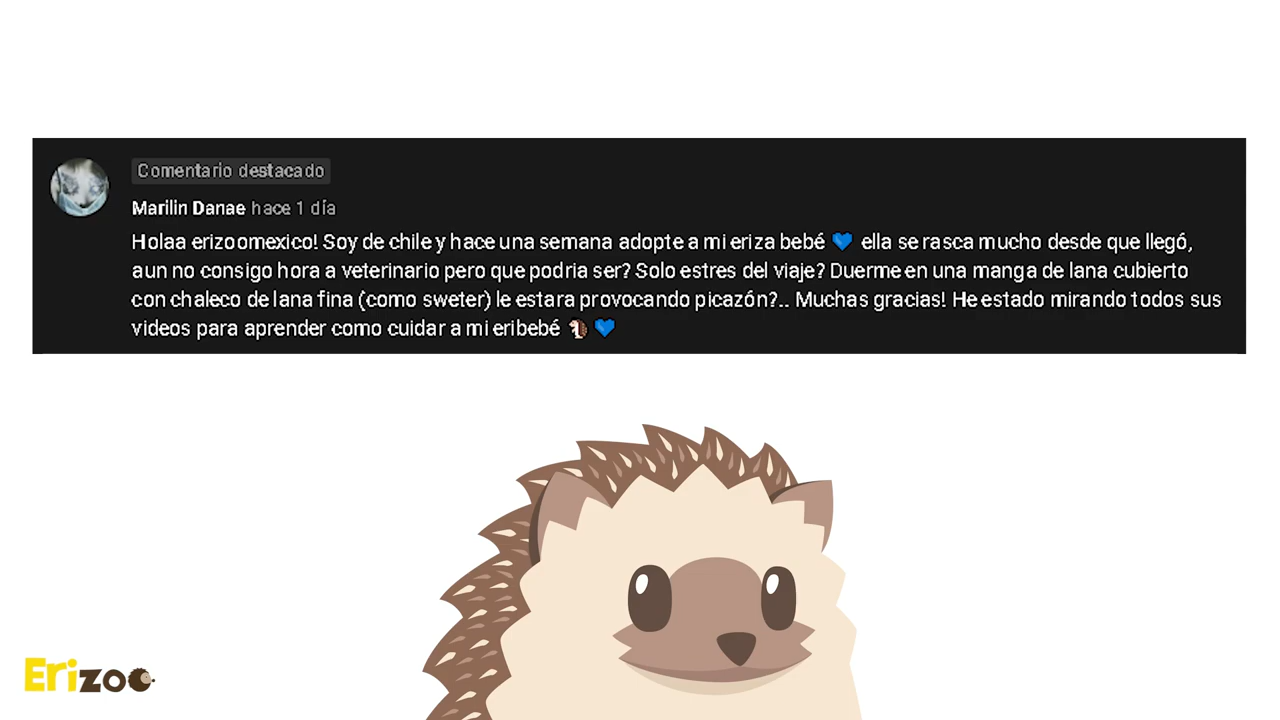 Comentario destacado
Marilin Danae hace 1 día
Holaa erizoomexico! Soy de chile y hace una semana adopte a mi eriza bebé 💙 ella se rasca mucho desde que llegó,
aun no consigo hora a veterinario pero que podria ser? Solo estres del viaje? Duerme en una manga de lana cubierto
con chaleco de lana fina (como sweter) le estara provocando picazón?.. Muchas gracias! He estado mirando todos sus
videos para aprender como cuidar a mi eribebé 🦔 💙
Erizoo